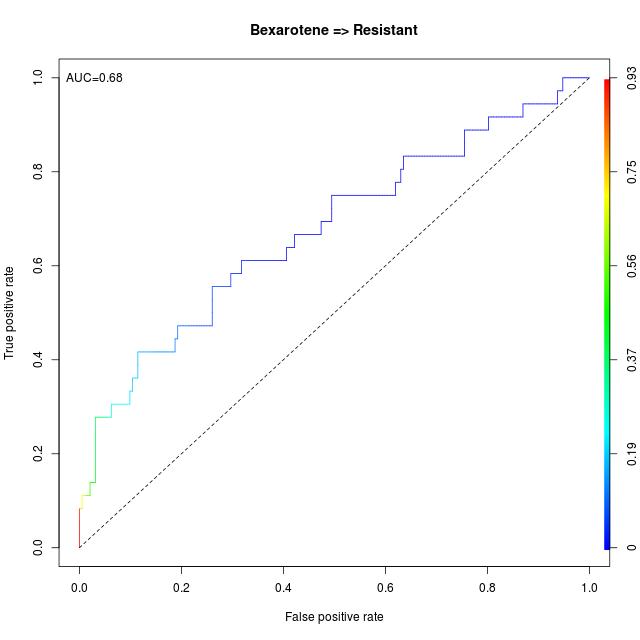 Bexarotene => Resistant
AUC=0.68
True positive rate
1.0
0.8
0.6
0.4
0.2
0.0
0.0 0.2 0.4 0.6 0.8 1.0
False positive rate
0.93
0.75
0.56
0.37
0.19
0